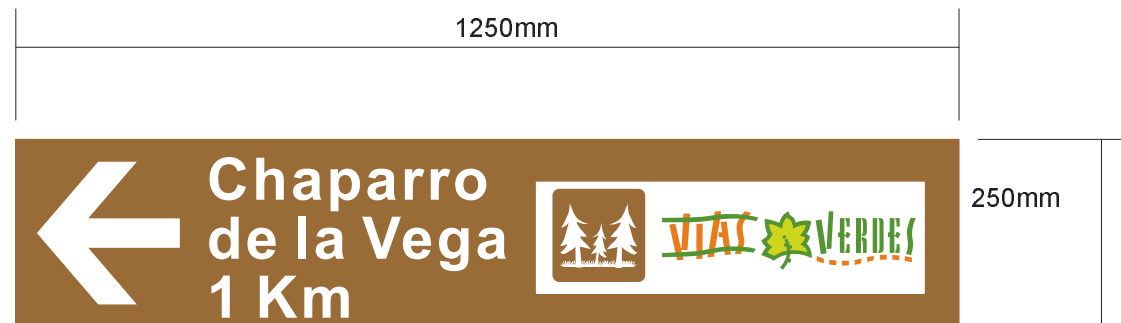 1250mm
Chaparro
de la Vega
1 Km
VIAS VERDES
250mm